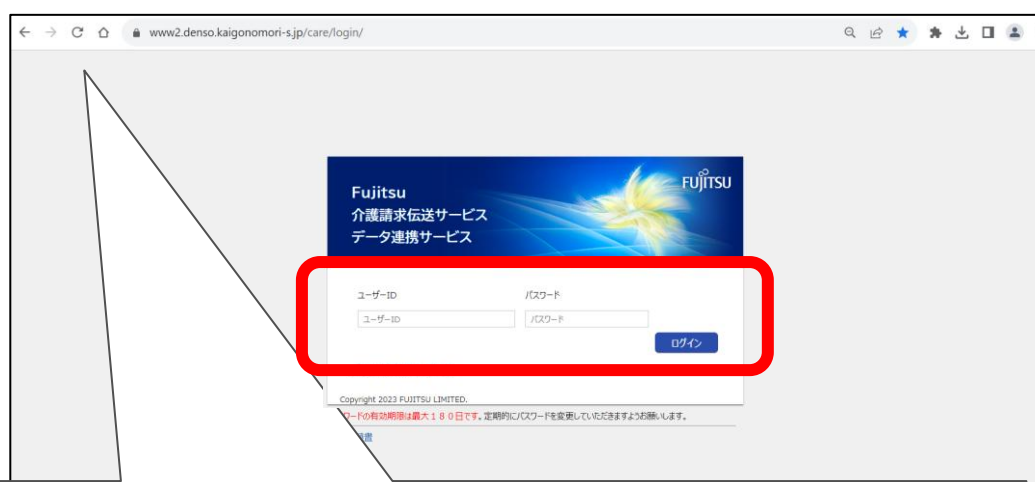 www2.denso.kaigonomori-s.jp/care/login/
Fujitsu
介護請求伝送サービス
データ連携サービス
FUJITSU
ユーザーID
パスワード
ユーザーID
パスワード
ログイン
Copyright 2023 FUJITSU LIMITED.
ワードの有効期限は最大１８０日です。定期的にパスワードを変更していただきますようお願いします。